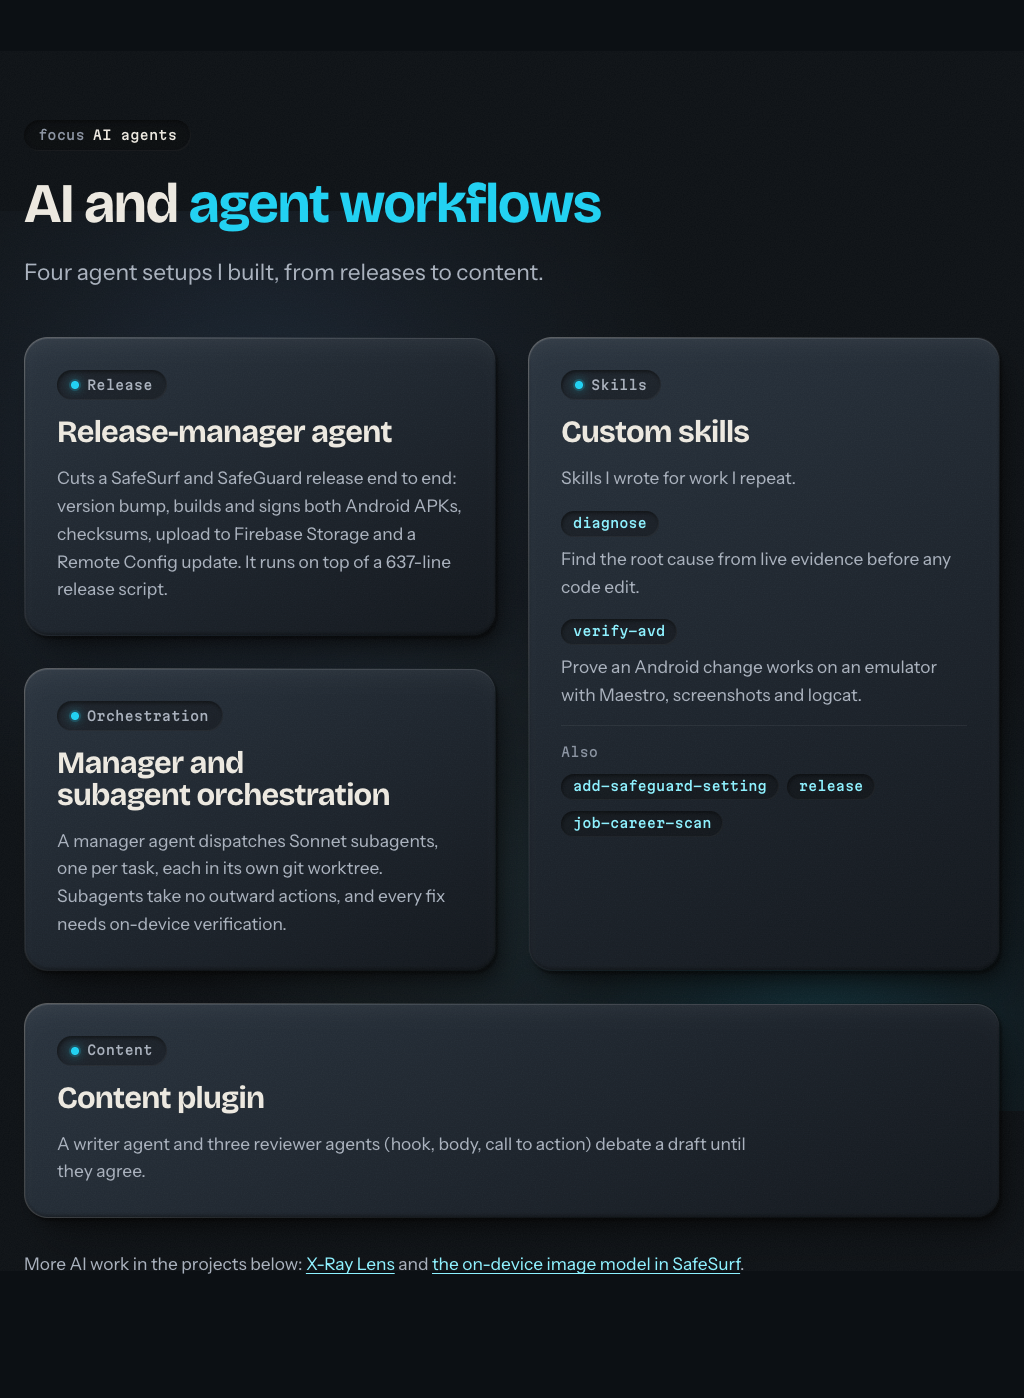 focus AI agents
AI and agent workflows
Four agent setups I built, from releases to content.
Release
Release-manager agent
Cuts a SafeSurf and SafeGuard release end to end:
version bump, builds and signs both Android APKs,
checksums, upload to Firebase Storage and a
Remote Config update. It runs on top of a 637-line
release script.
Orchestration
Manager and
subagent orchestration
A manager agent dispatches Sonnet subagents,
one per task, each in its own git worktree.
Subagents take no outward actions, and every fix
needs on-device verification.
Skills
Custom skills
Skills I wrote for work I repeat.
diagnose
Find the root cause from live evidence before any
code edit.
verify-avd
Prove an Android change works on an emulator
with Maestro, screenshots and logcat.
Also
add-safeguard-setting release
job-career-scan
Content
Content plugin
A writer agent and three reviewer agents (hook, body, call to action) debate a draft until
they agree.
More AI work in the projects below: X-Ray Lens and the on-device image model in SafeSurf.